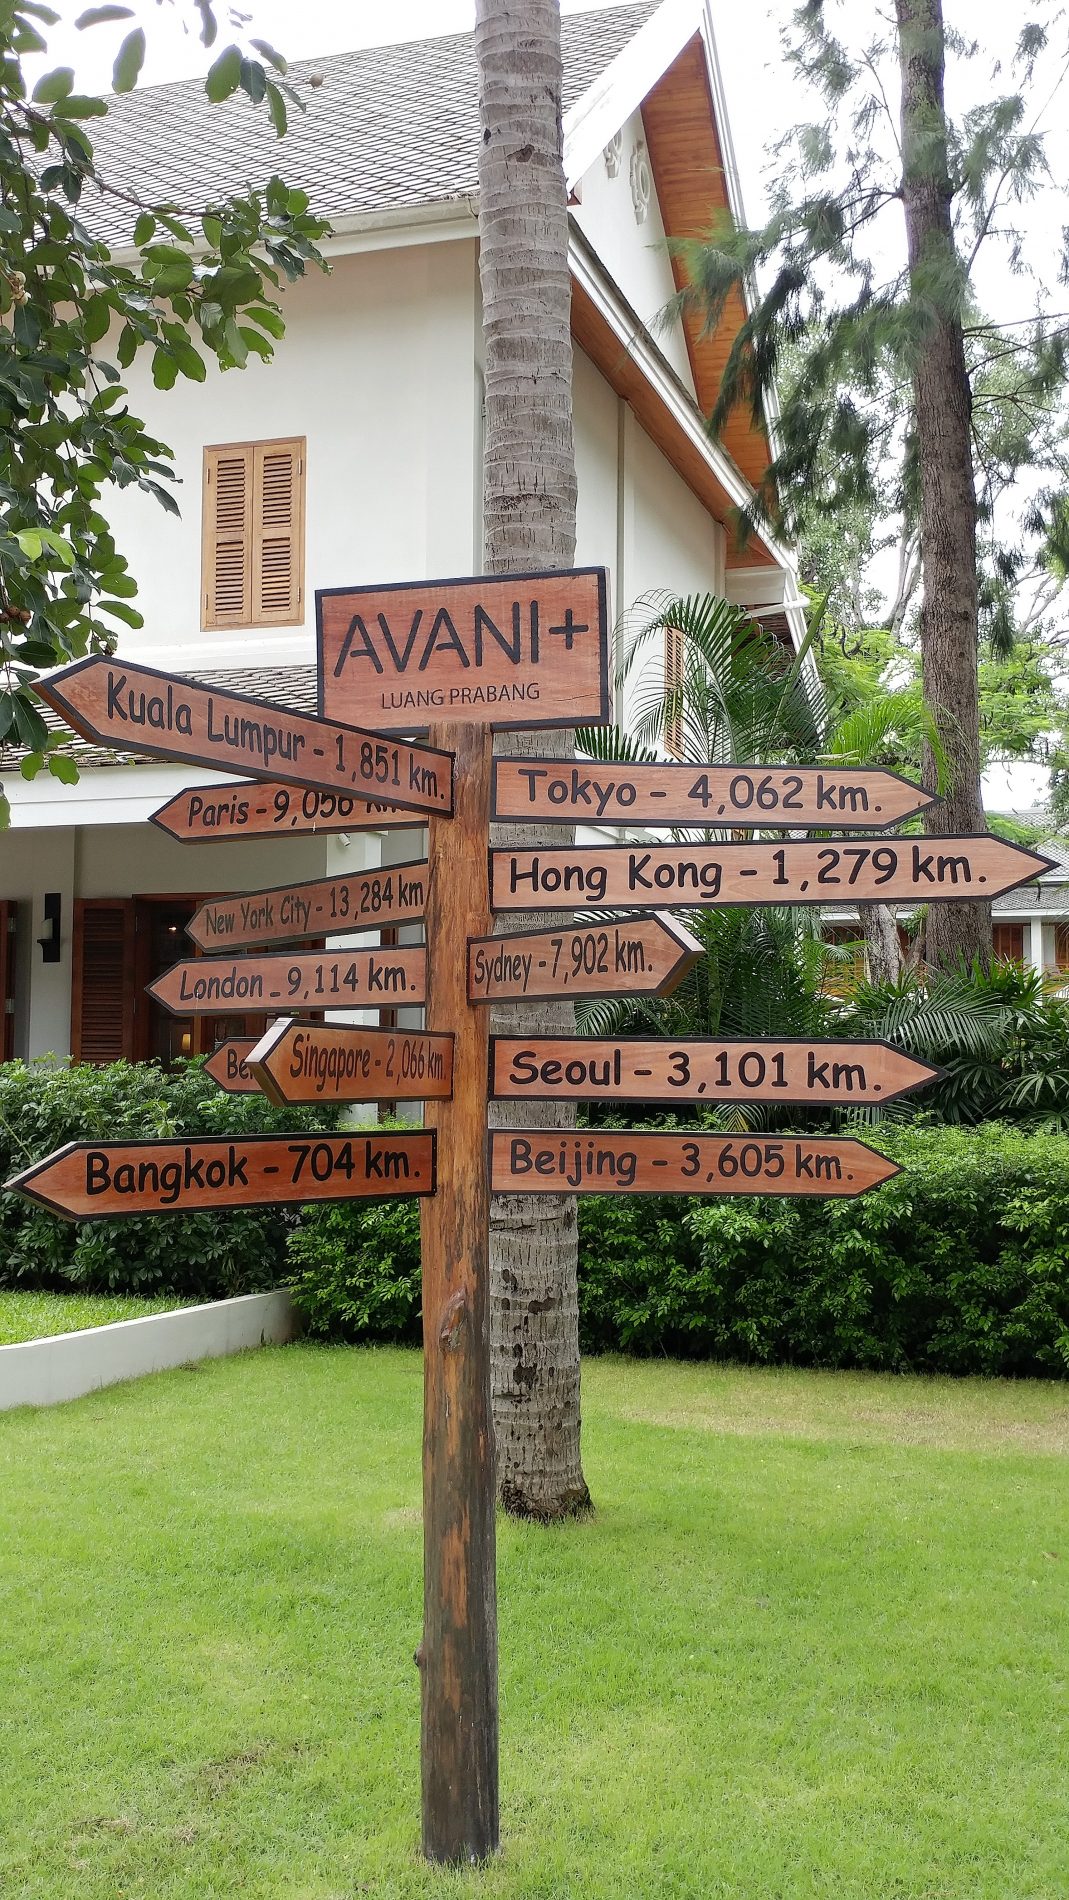 AVANI+
LUANG PRABANG
Kuala Lumpur - 1,851 km.
Paris - 9,056 km
Tokyo - 4,062 km.
Hong Kong - 1,279 km.
New York City - 13,284 km
Sydney - 7,902 km.
London - 9,114 km.
Singapore - 2,066 km.
Seoul - 3,101 km.
Bangkok - 704 km.
Beijing - 3,605 km.